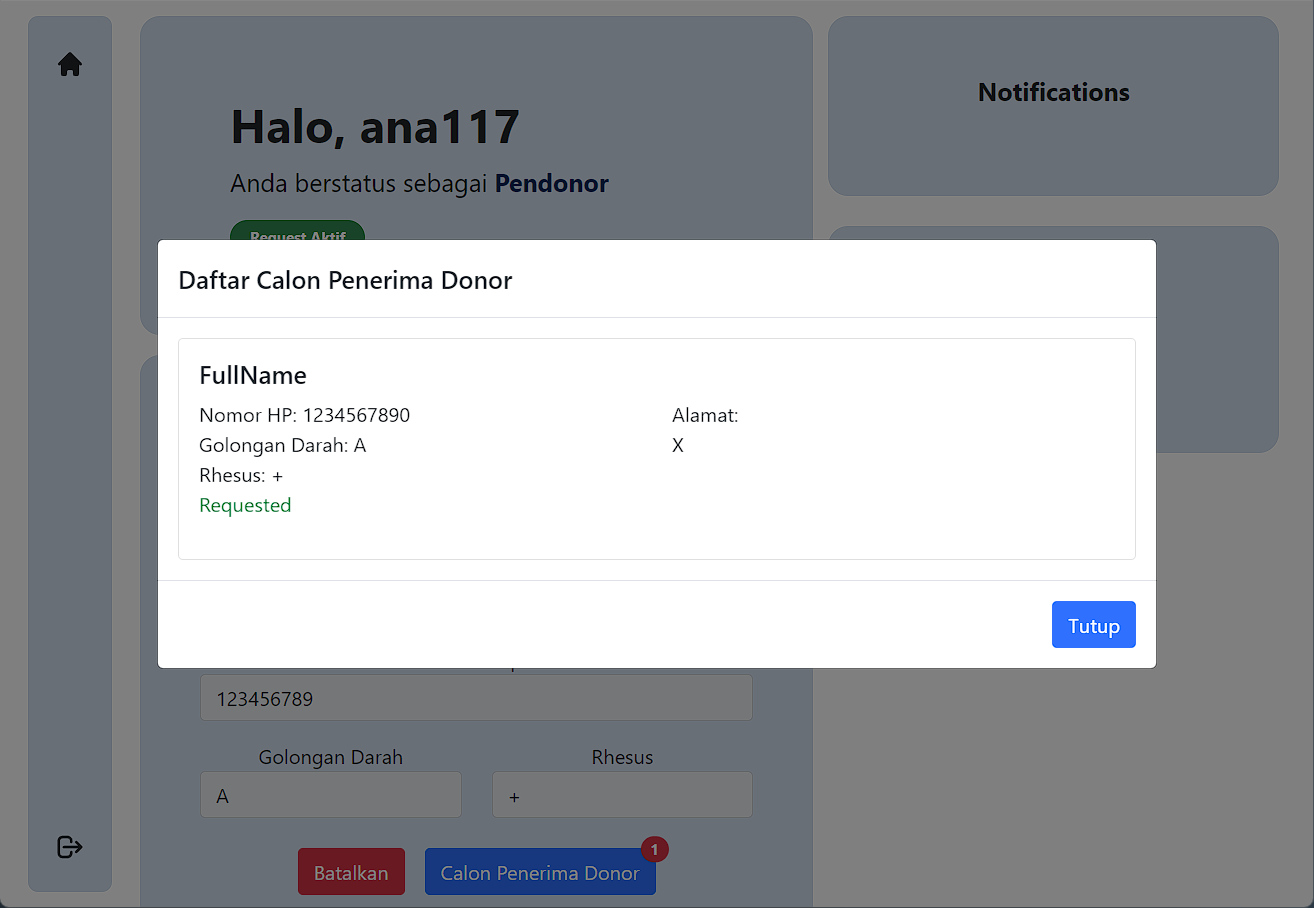 Halo, ana117
Anda berstatus sebagai Pendonor
Request Aktif
Notifications
Daftar Calon Penerima Donor
FullName
Nomor HP: 1234567890
Golongan Darah: A
Rhesus: +
Requested
Alamat:
X
Tutup
123456789
Golongan Darah
Rhesus
A
+
Batalkan
Calon Penerima Donor
1